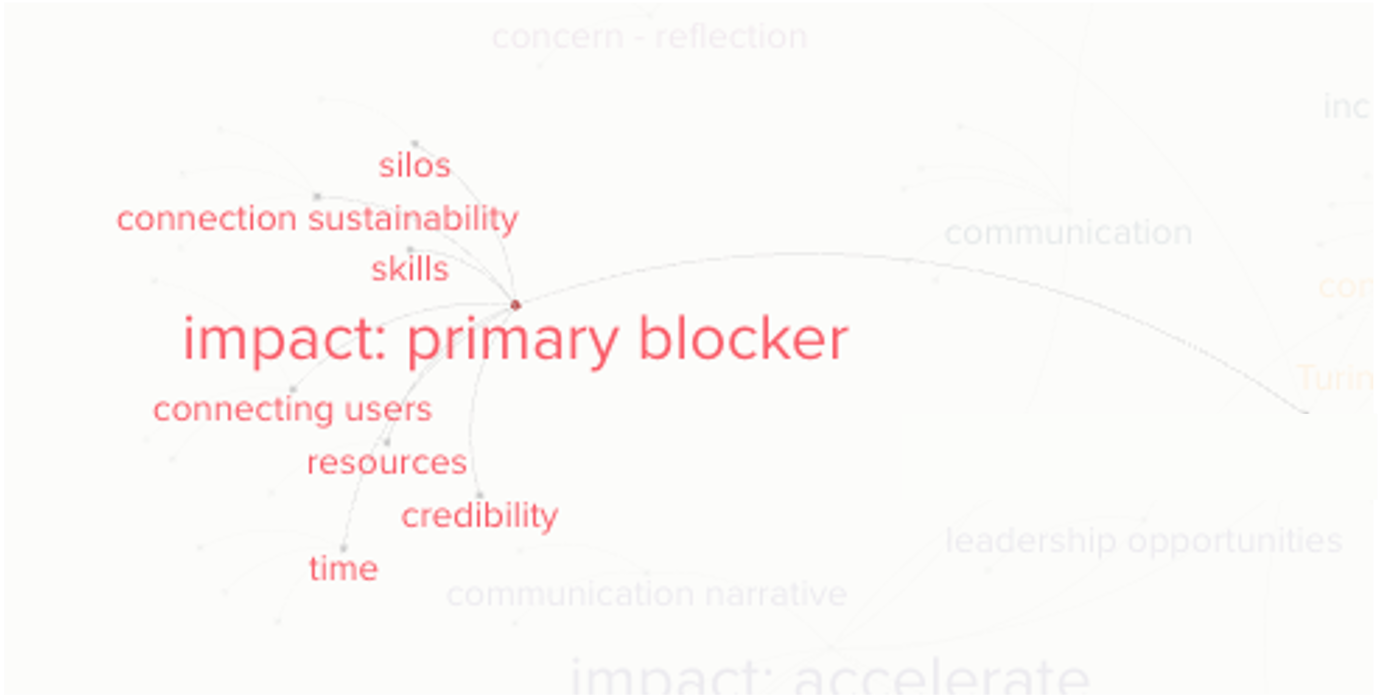 concern - reflection
inc
silos
connection sustainability
communication
skills
con
impact: primary blocker
Turin
connecting users
resources
credibility
leadership opportunities
time
communication narrative
impact: accelerate